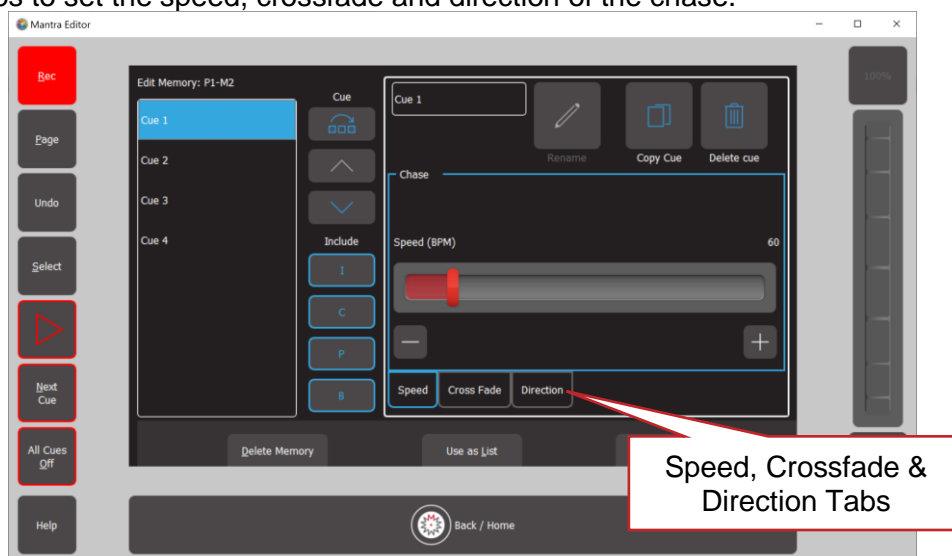 os to set the speed, crossfade and direction of the chase.
Mantra Editor
Rec
100%
Edit Memory: P1-M2
Cue
Cue 1
Cue 1
Page
Cue 2
Rename
Copy Cue
Delete cue
Chase
Undo
Cue 3
Cue 4
Include
Speed (BPM)
60
Select
I
C
P
Next
Cue
B
Speed
Cross Fade
Direction
All Cues
Off
Delete Memory
Use as List
Speed, Crossfade &
Direction Tabs
Help
Back / Home